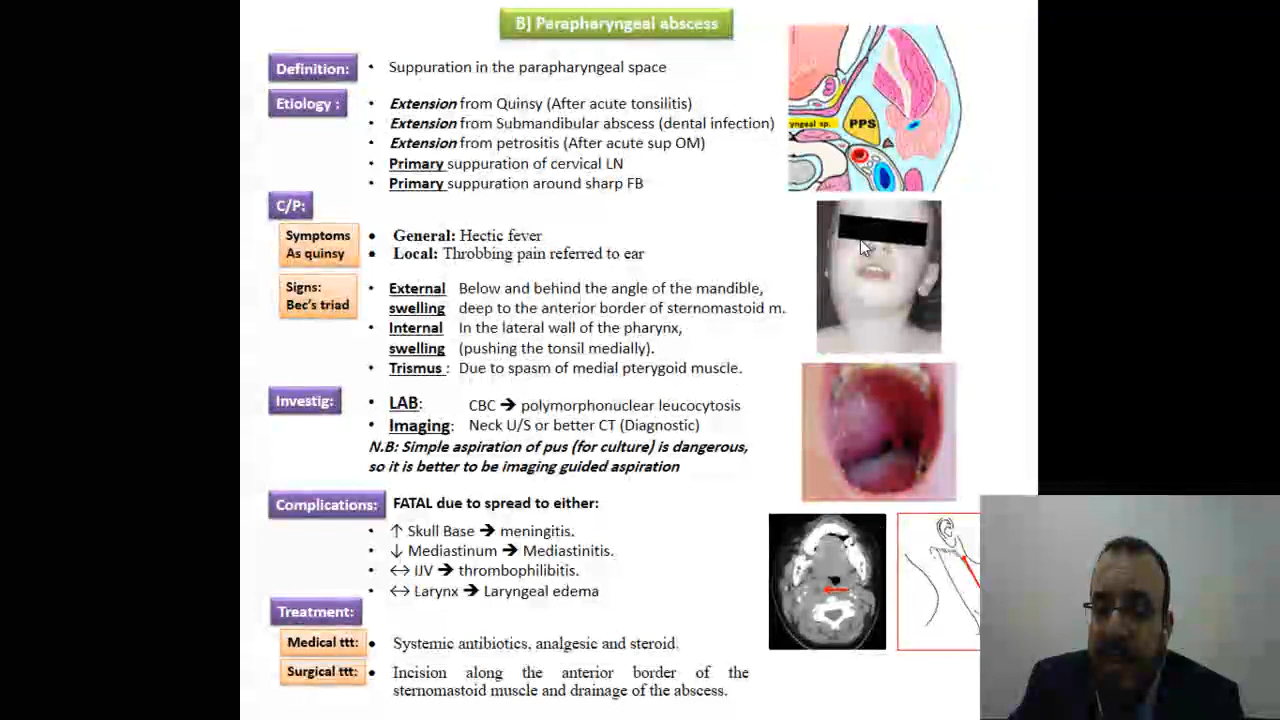 B] Parapharyngeal abscess
Definition:
• Suppuration in the parapharyngeal space
Etiology :
• Extension from Quinsy (After acute tonsilitis)
• Extension from Submandibular abscess (dental infection)
• Extension from petrositis (After acute sup OM)
• Primary suppuration of cervical LN
• Primary suppuration around sharp FB
yngeal sp.
PPS
C/P:
Symptoms
As quinsy
• General: Hectic fever
• Local: Throbbing pain referred to ear
Signs:
Bec's triad
• External swelling Below and behind the angle of the mandible,
deep to the anterior border of sternomastoid m.
• Internal swelling In the lateral wall of the pharynx,
(pushing the tonsil medially).
• Trismus : Due to spasm of medial pterygoid muscle.
Investig:
• LAB: CBC ➔ polymorphonuclear leucocytosis
• Imaging: Neck U/S or better CT (Diagnostic)
N.B: Simple aspiration of pus (for culture) is dangerous,
so it is better to be imaging guided aspiration
Complications:
FATAL due to spread to either:
• ↑ Skull Base ➔ meningitis.
• ↓ Mediastinum ➔ Mediastinitis.
• ↔ IJV ➔ thrombophilibitis.
• ↔ Larynx ➔ Laryngeal edema
Treatment:
Medical ttt:
• Systemic antibiotics, analgesic and steroid.
Surgical ttt:
• Incision along the anterior border of the
sternomastoid muscle and drainage of the abscess.